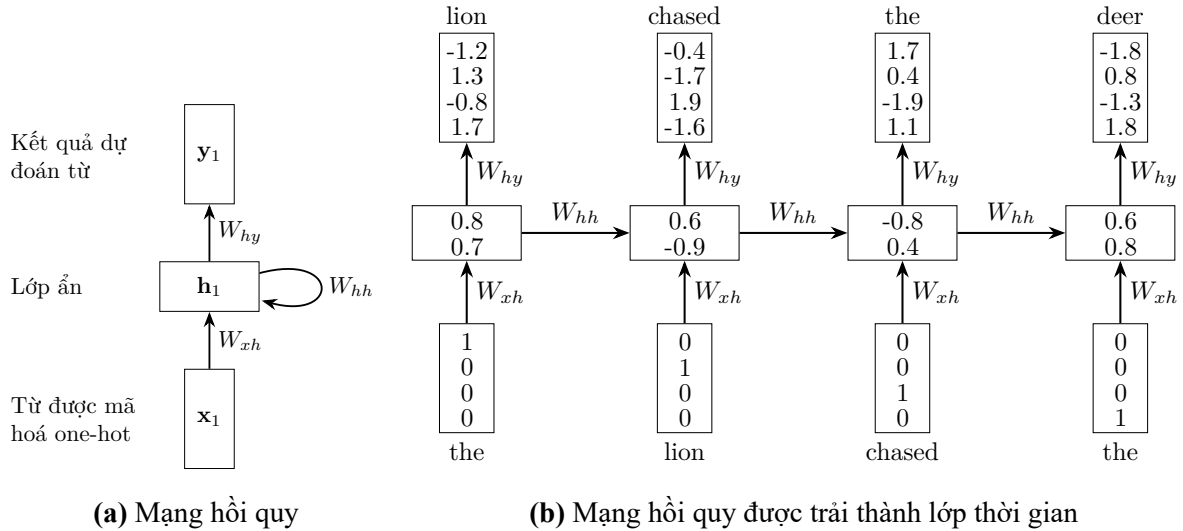 Kết quả dự
đoán từ
y₁
W_hy
Lớp ẩn
h₁
W_hh
W_xh
Từ được mã
hoá one-hot
x₁
(a) Mạng hồi quy
lion chased the deer
-1.2 -0.4 1.7 -1.8
1.3 -1.7 0.4 0.8
-0.8 1.9 -1.9 -1.3
1.7 -1.6 1.1 1.8
W_hy W_hy W_hy W_hy
W_hh W_hh W_hh
0.8 0.6 -0.8 0.6
0.7 -0.9 0.4 0.8
W_xh W_xh W_xh W_xh
1 0 0 0
0 1 0 0
0 0 1 0
0 0 0 1
the lion chased the
(b) Mạng hồi quy được trải thành lớp thời gian